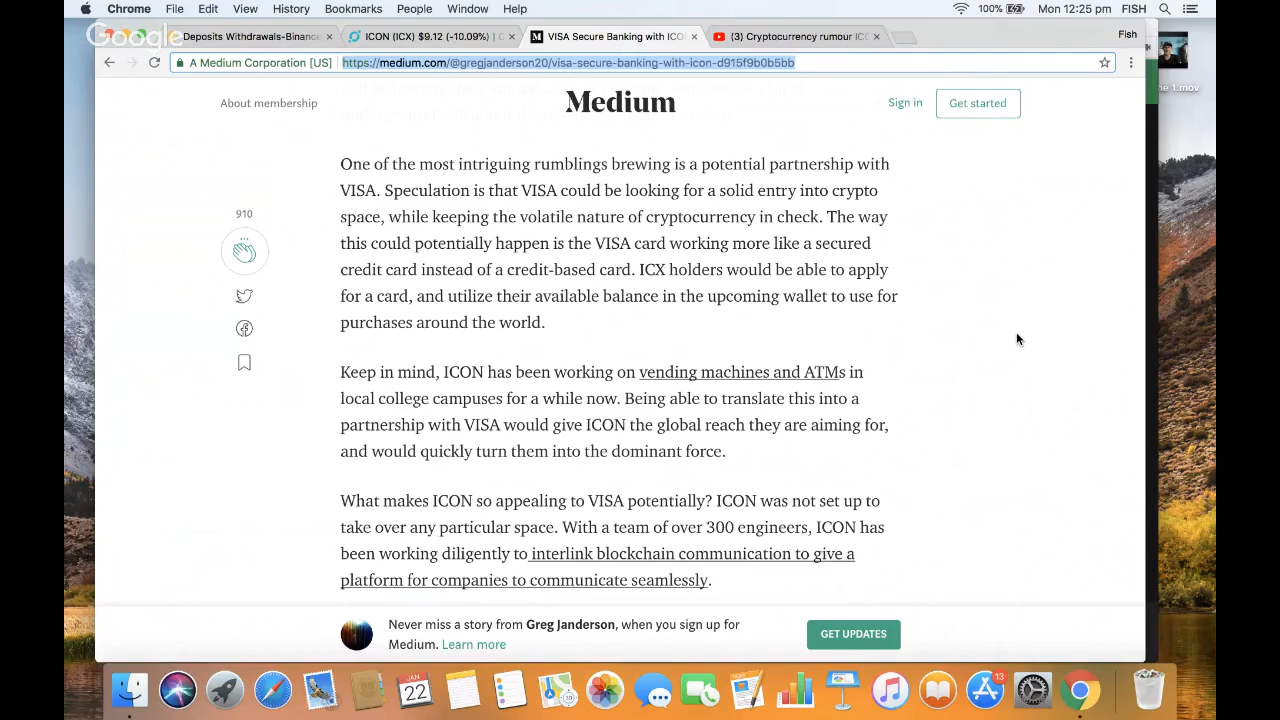 Chrome File Edit View History Bookmarks People Window Help 100% Mon 12:25 pm FISH
Google
Deposits Withdrawals-Binance × ICON (ICX) $9.12 (-10.09%) | C × M VISA Secure Banking with ICON × (3) Cryptocurrency rumour ICO × Fish
A Medium Corporation [US] https://medium.com/@gregjanderson20/visa-secure-banking-with-icon-d915f9b0b5bb
ne 1.mov
About membership Medium Sign in Get started
One of the most intriguing rumblings brewing is a potential partnership with
VISA. Speculation is that VISA could be looking for a solid entry into crypto
space, while keeping the volatile nature of cryptocurrency in check. The way
this could potentially happen is the VISA card working more like a secured
credit card instead of a credit-based card. ICX holders would be able to apply
for a card, and utilize their available balance in the upcoming wallet to use for
purchases around the world.
910
Keep in mind, ICON has been working on vending machines and ATMs in
local college campuses for a while now. Being able to translate this into a
partnership with VISA would give ICON the global reach they are aiming for,
and would quickly turn them into the dominant force.
What makes ICON so appealing to VISA potentially? ICON was not set up to
take over any particular space. With a team of over 300 engineers, ICON has
been working diligently to interlink blockchain communication to give a
platform for companies to communicate seamlessly.
Never miss a story from Greg Janderson, when you sign up for
Medium. Learn more
GET UPDATES
JAN
22
13